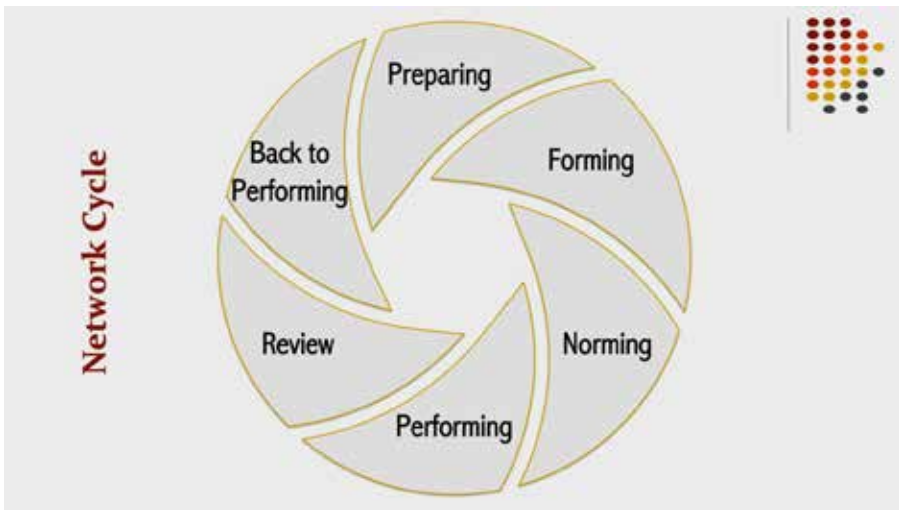 Network Cycle
Preparing
Forming
Norming
Performing
Review
Back to
Performing